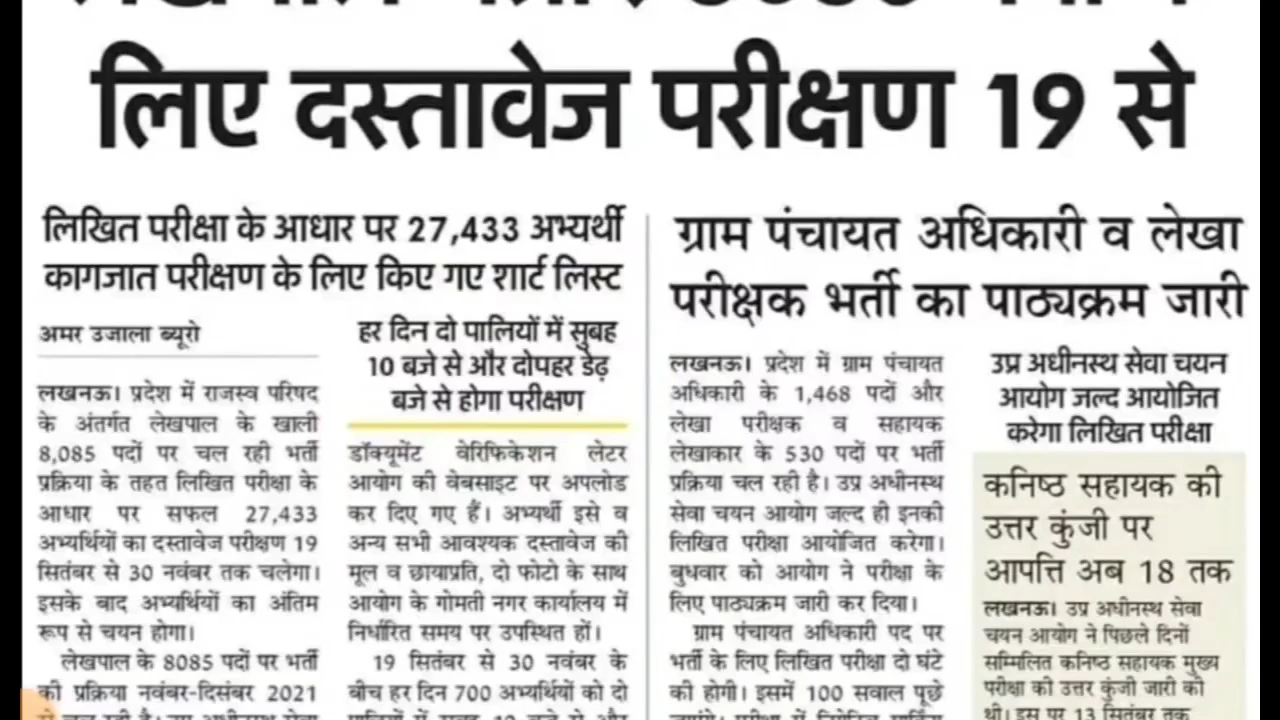 लिए दस्तावेज परीक्षण 19 से
लिखित परीक्षा के आधार पर 27,433 अभ्यर्थी
कागजात परीक्षण के लिए किए गए शार्ट लिस्ट
अमर उजाला ब्यूरो
लखनऊ। प्रदेश में राजस्व परिषद
के अंतर्गत लेखपाल के खाली
8,085 पदों पर चल रही भर्ती
प्रक्रिया के तहत लिखित परीक्षा के
आधार पर सफल 27,433
अभ्यर्थियों का दस्तावेज परीक्षण 19
सितंबर से 30 नवंबर तक चलेगा।
इसके बाद अभ्यर्थियों का अंतिम
रूप से चयन होगा।
लेखपाल के 8085 पदों पर भर्ती
की प्रक्रिया नवंबर-दिसंबर 2021
हर दिन दो पालियों में सुबह
10 बजे से और दोपहर डेढ़
बजे से होगा परीक्षण
डॉक्यूमेंट वेरिफिकेशन लेटर
आयोग की वेबसाइट पर अपलोड
कर दिए गए हैं। अभ्यर्थी इसे व
अन्य सभी आवश्यक दस्तावेज की
मूल व छायाप्रति, दो फोटो के साथ
आयोग के गोमती नगर कार्यालय में
निर्धारित समय पर उपस्थित हों।
19 सितंबर से 30 नवंबर के
बीच हर दिन 700 अभ्यर्थियों को दो
ग्राम पंचायत अधिकारी व लेखा
परीक्षक भर्ती का पाठ्यक्रम जारी
लखनऊ। प्रदेश में ग्राम पंचायत
अधिकारी के 1,468 पदों और
लेखा परीक्षक व सहायक
लेखाकार के 530 पदों पर भर्ती
प्रक्रिया चल रही है। उप्र अधीनस्थ
सेवा चयन आयोग जल्द ही इनकी
लिखित परीक्षा आयोजित करेगा।
बुधवार को आयोग ने परीक्षा के
लिए पाठ्यक्रम जारी कर दिया।
ग्राम पंचायत अधिकारी पद पर
भर्ती के लिए लिखित परीक्षा दो घंटे
की होगी। इसमें 100 सवाल पूछे
उप्र अधीनस्थ सेवा चयन
आयोग जल्द आयोजित
करेगा लिखित परीक्षा
कनिष्ठ सहायक की
उत्तर कुंजी पर
आपत्ति अब 18 तक
लखनऊ। उप्र अधीनस्थ सेवा
चयन आयोग ने पिछले दिनों
सम्मिलित कनिष्ठ सहायक मुख्य
परीक्षा की उत्तर कुंजी जारी की
थी। इस पर 13 सितंबर तक